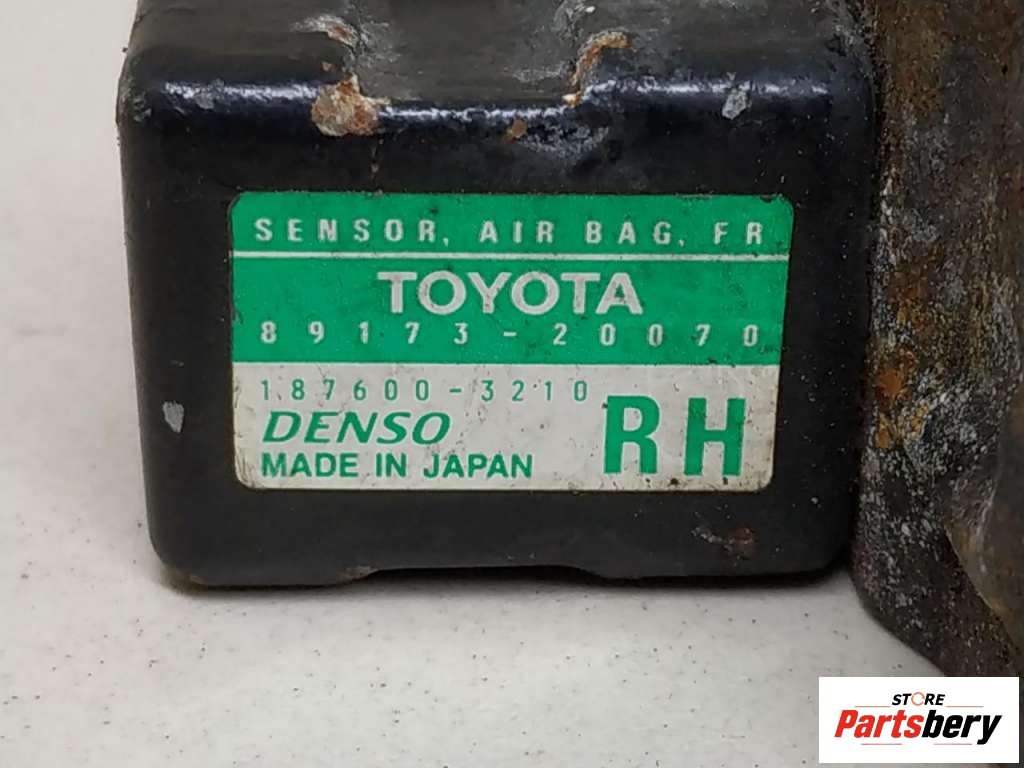 SENSOR, AIR BAG, FR
TOYOTA
89173-20070
187600-3210
DENSO
MADE IN JAPAN
RH
STORE
Partsbery